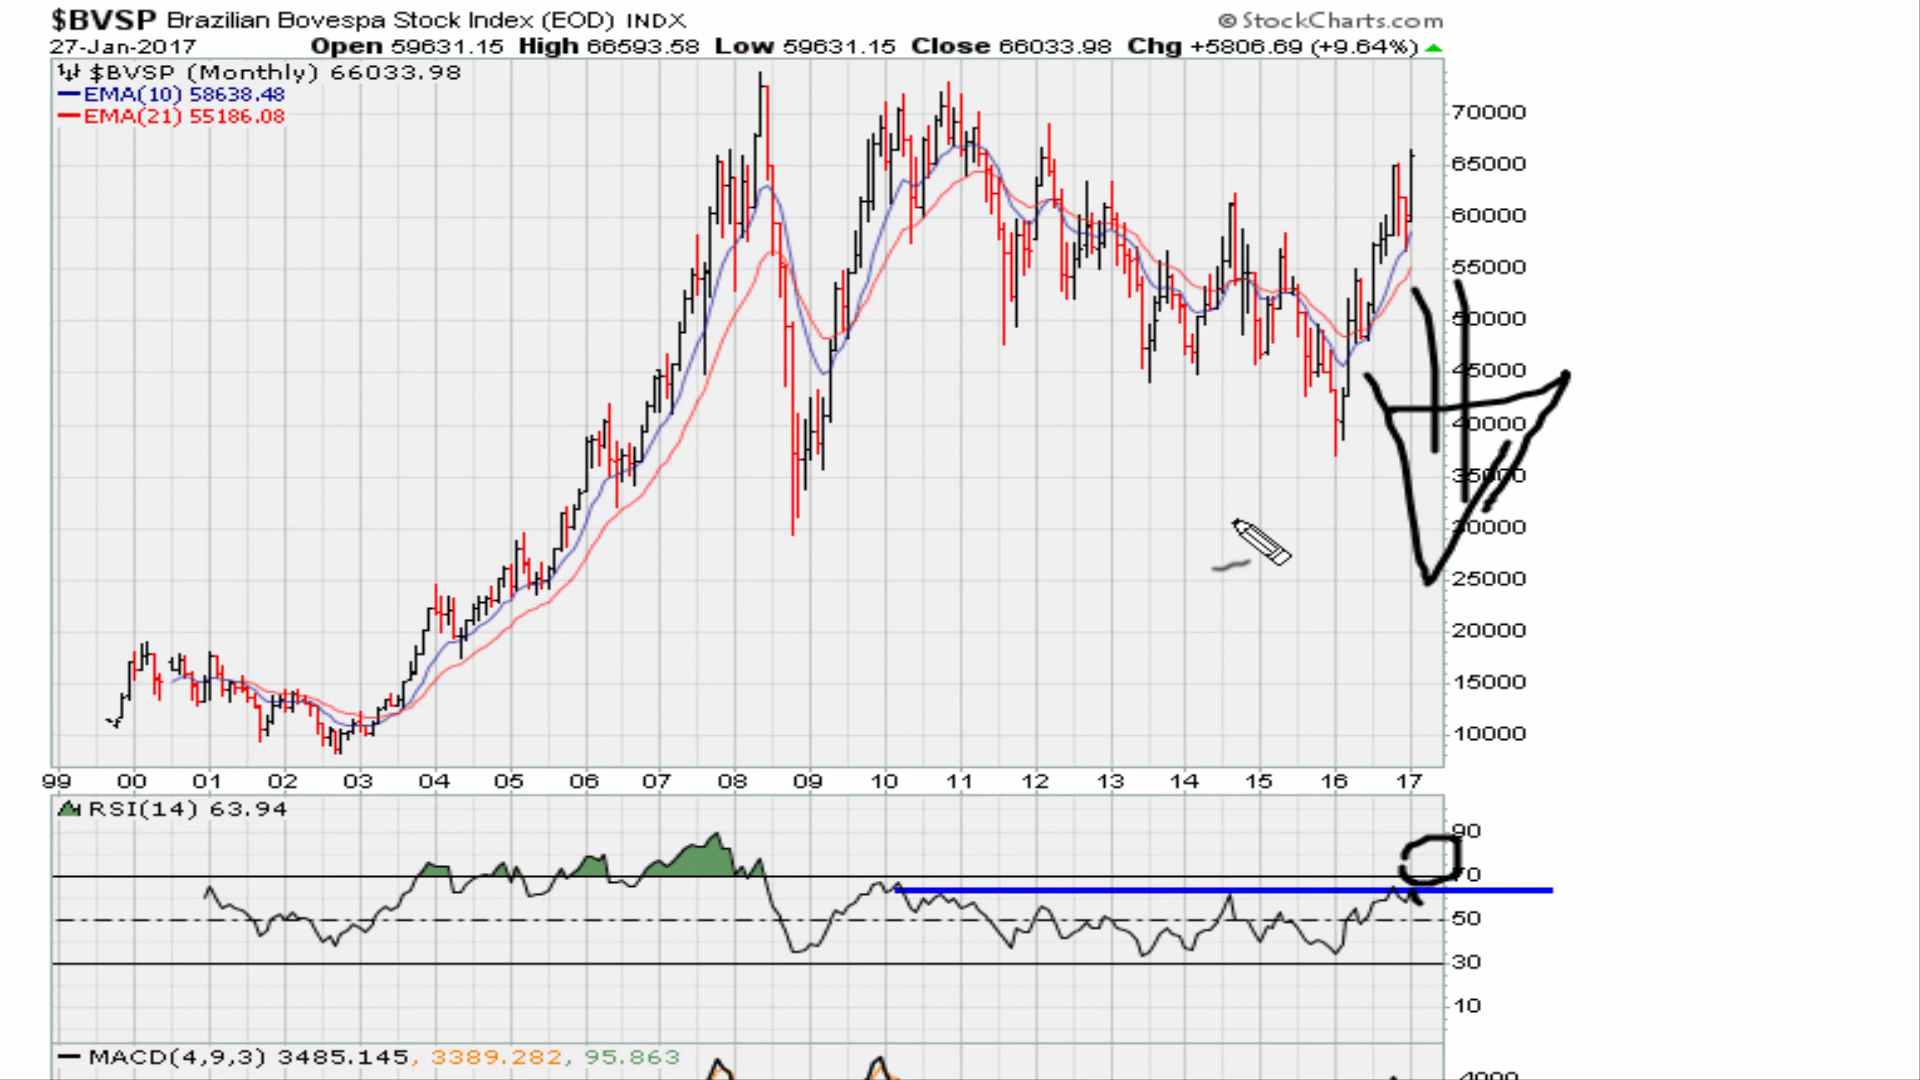 $BVSP Brazilian Bovespa Stock Index (EOD) INDX © StockCharts.com
27-Jan-2017 Open 59631.15 High 66593.58 Low 59631.15 Close 66033.98 Chg +5806.69 (+9.64%)
$BVSP (Monthly) 66033.98
EMA(10) 58638.48
EMA(21) 55186.08
70000
65000
60000
55000
50000
45000
40000
35000
30000
25000
20000
15000
10000
99 00 01 02 03 04 05 06 07 08 09 10 11 12 13 14 15 16 17
RSI(14) 63.94
90
70
50
30
10
MACD(4,9,3) 3485.145, 3389.282, 95.863